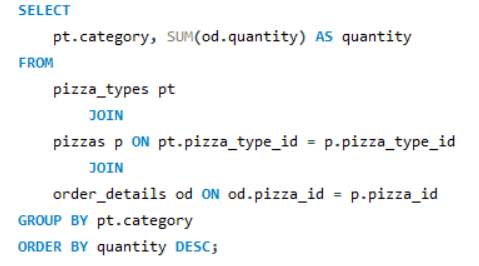 SELECT
pt.category, SUM(od.quantity) AS quantity
FROM
pizza_types pt
JOIN
pizzas p ON pt.pizza_type_id = p.pizza_type_id
JOIN
order_details od ON od.pizza_id = p.pizza_id
GROUP BY pt.category
ORDER BY quantity DESC;